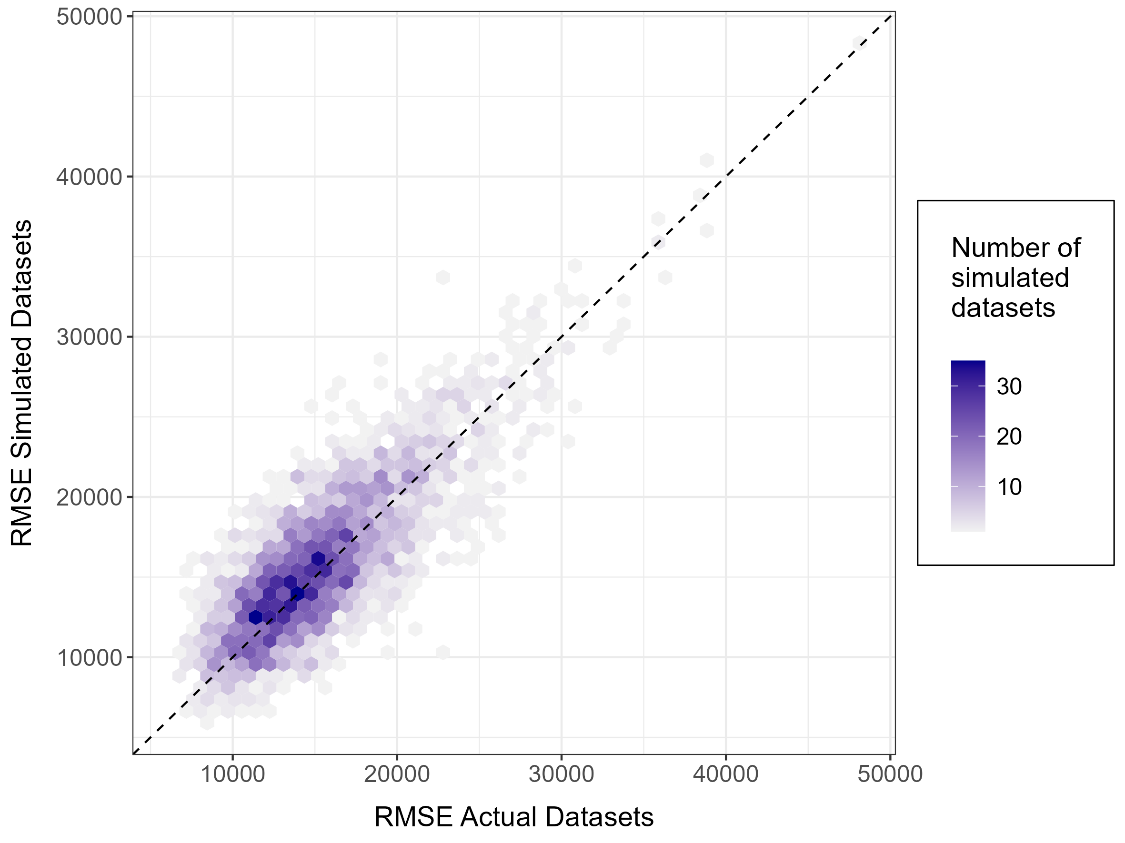 50000
40000
30000
20000
10000
RMSE Simulated Datasets
10000 20000 30000 40000 50000
RMSE Actual Datasets
Number of
simulated
datasets
30
20
10